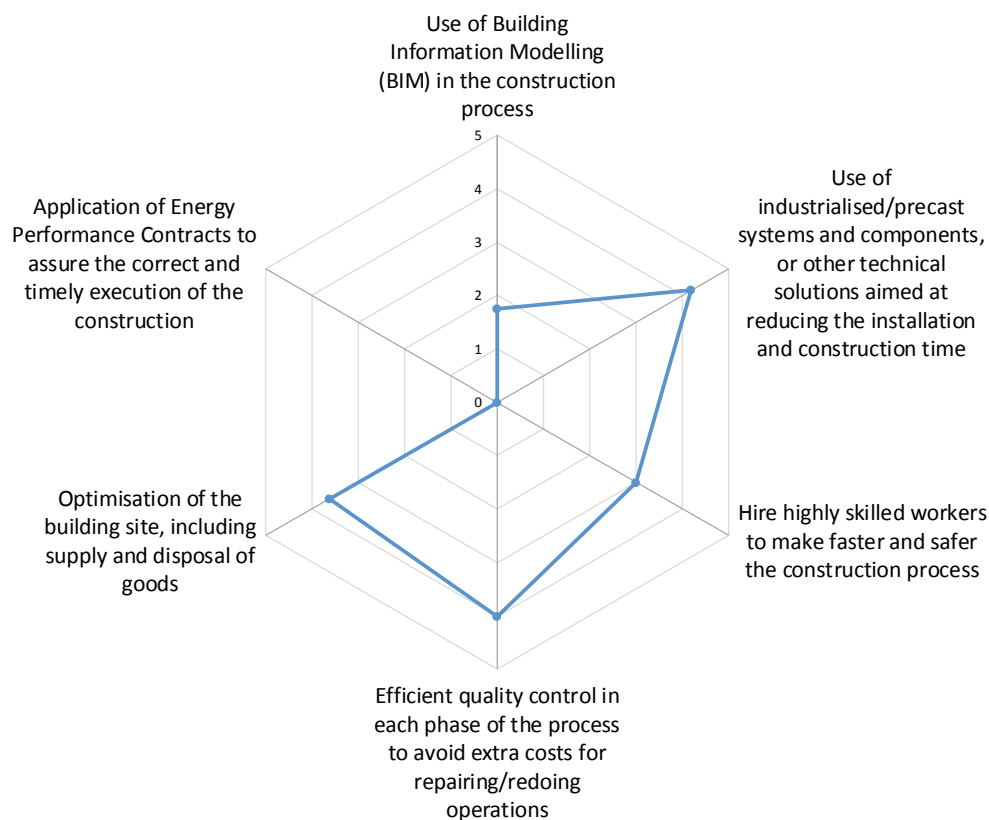 Use of Building
Information Modelling
(BIM) in the construction
process
5
4
3
2
1
0
Use of
industrialised/precast
systems and components,
or other technical
solutions aimed at
reducing the installation
and construction time
Hire highly skilled workers
to make faster and safer
the construction process
Efficient quality control in
each phase of the process
to avoid extra costs for
repairing/redoing
operations
Optimisation of the
building site, including
supply and disposal of
goods
Application of Energy
Performance Contracts to
assure the correct and
timely execution of the
construction